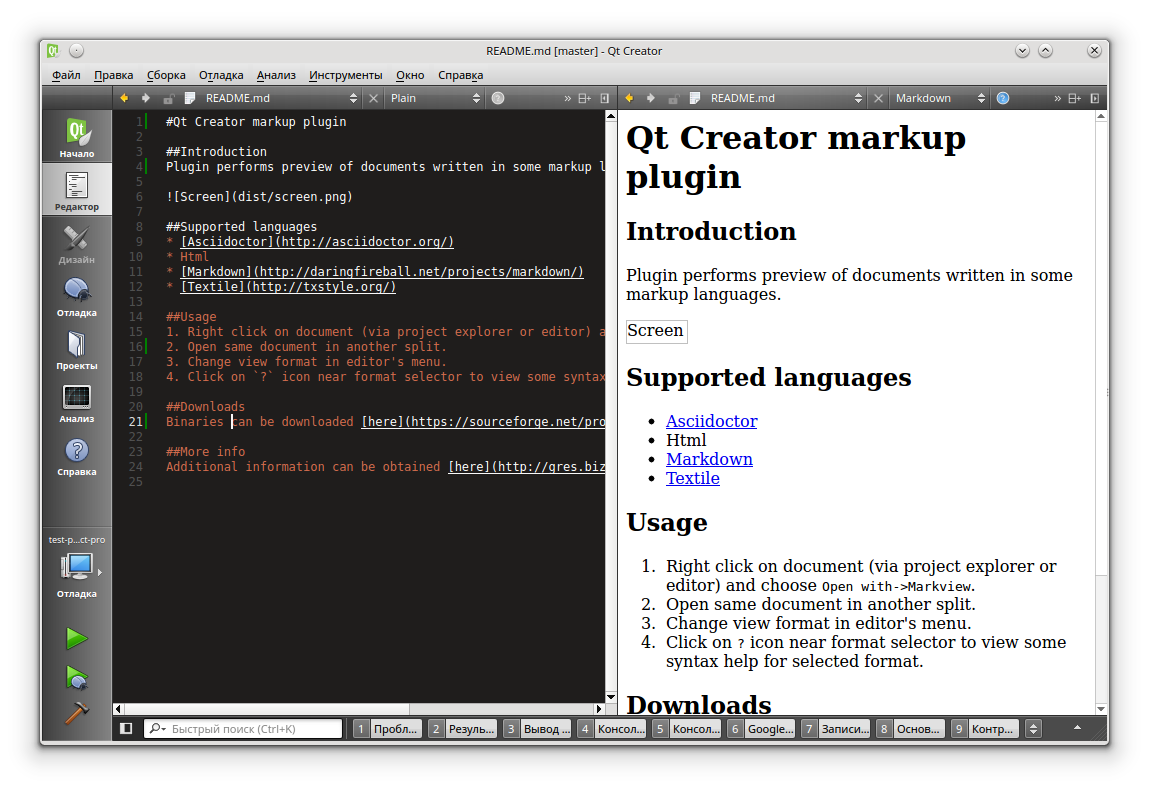 README.md [master] - Qt Creator
Файл Правка Сборка Отладка Анализ Инструменты Окно Справка
README.md Plain » README.md Markdown »
Начало
Редактор
Дизайн
Отладка
Проекты
Анализ
Справка
test-p...ct-pro
Отладка
1 #Qt Creator markup plugin
2
3 ##Introduction
4 Plugin performs preview of documents written in some markup l
5
6 ![Screen](dist/screen.png)
7
8 ##Supported languages
9 * [Asciidoctor](http://asciidoctor.org/)
10 * Html
11 * [Markdown](http://daringfireball.net/projects/markdown/)
12 * [Textile](http://txstyle.org/)
13
14 ##Usage
15 1. Right click on document (via project explorer or editor) a
16 2. Open same document in another split.
17 3. Change view format in editor's menu.
18 4. Click on `?` icon near format selector to view some syntax
19
20 ##Downloads
21 Binaries can be downloaded [here](https://sourceforge.net/pro
22
23 ##More info
24 Additional information can be obtained [here](http://gres.biz
25
Qt Creator markup
plugin
Introduction
Plugin performs preview of documents written in some
markup languages.
Screen
Supported languages
• Asciidoctor
• Html
• Markdown
• Textile
Usage
1. Right click on document (via project explorer or
editor) and choose Open with->Markview.
2. Open same document in another split.
3. Change view format in editor's menu.
4. Click on ? icon near format selector to view some
syntax help for selected format.
Downloads
Быстрый поиск (Ctrl+K) 1 Пробл... 2 Резуль... 3 Вывод ... 4 Консол... 5 Консол... 6 Google... 7 Записи... 8 Основ... 9 Контр...